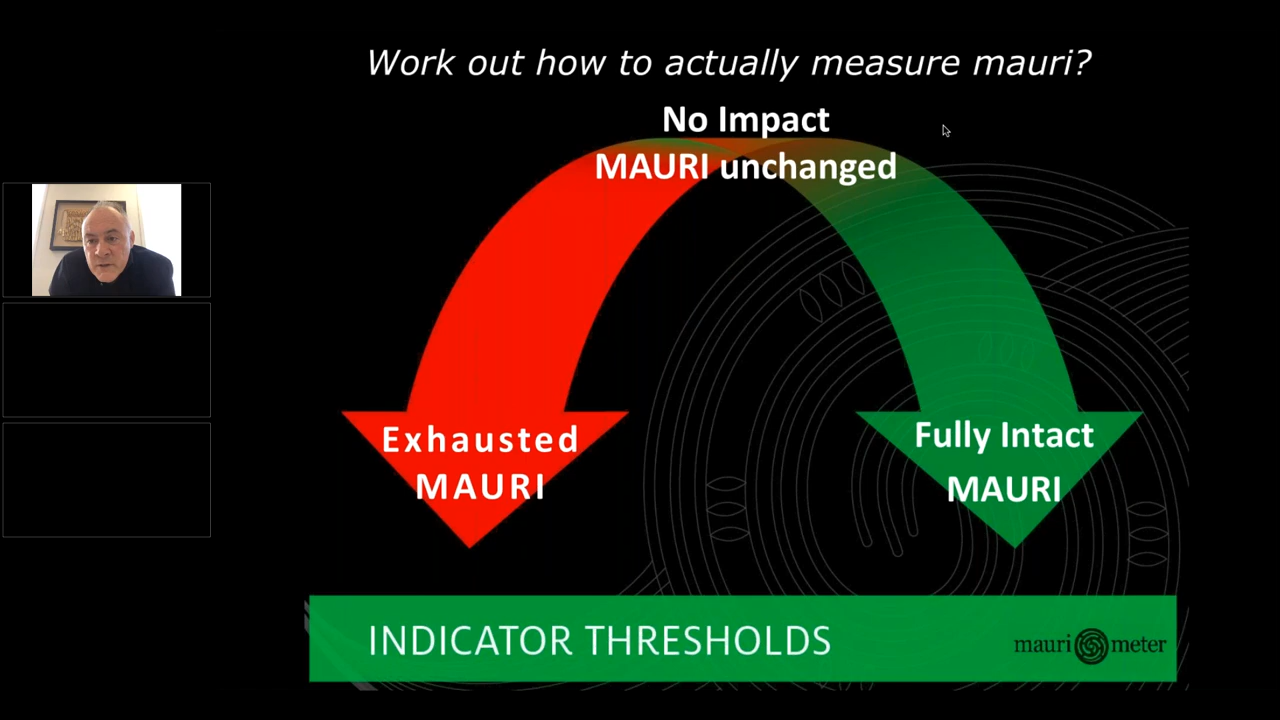 Work out how to actually measure mauri?
No Impact
MAURI unchanged
Exhausted
MAURI
Fully Intact
MAURI
INDICATOR THRESHOLDS
mauri meter